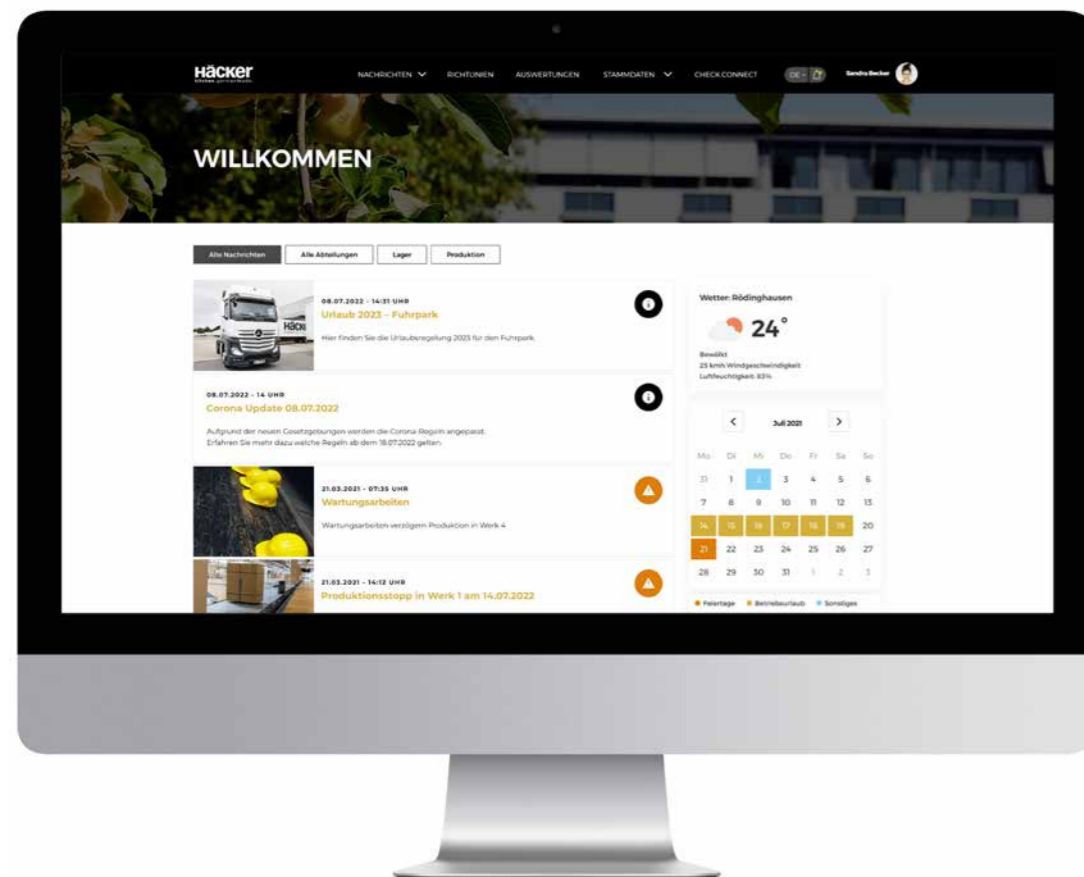 Häcker
NACHRICHTEN
RICHTLINIEN
AUSWERTUNGEN
STAMMDATEN
CHECK CONNECT
DE
Sandra Becker
WILLKOMMEN
Alle Nachrichten
Alle Abteilungen
Lager
Produktion
08.07.2022 - 14:31 UHR
Urlaub 2023 – Fuhrpark
Hier finden Sie die Urlaubsregelung 2023 für den Fuhrpark.
08.07.2022 - 14 UHR
Corona Update 08.07.2022
Aufgrund der neuen Gesetzgebungen werden die Corona-Regeln angepasst.
Erfahren Sie mehr dazu welche Regeln ab dem 18.07.2022 gelten.
21.03.2021 - 07:35 UHR
Wartungsarbeiten
Wartungsarbeiten verzögern Produktion in Werk 4
21.03.2021 - 14:12 UHR
Produktionsstopp in Werk 1 am 14.07.2022
Wetter: Rödinghausen
24°
Bewölkt
25 kmh Windgeschwindigkeit
Luftfeuchtigkeit: 83%
Juli 2021
Mo Di Mi Do Fr Sa So
31 1 2 3 4 5 6
7 8 9 10 11 12 13
14 15 16 17 18 19 20
21 22 23 24 25 26 27
28 29 30 31 1 2 3
Feiertage Betriebsurlaub Sonstiges